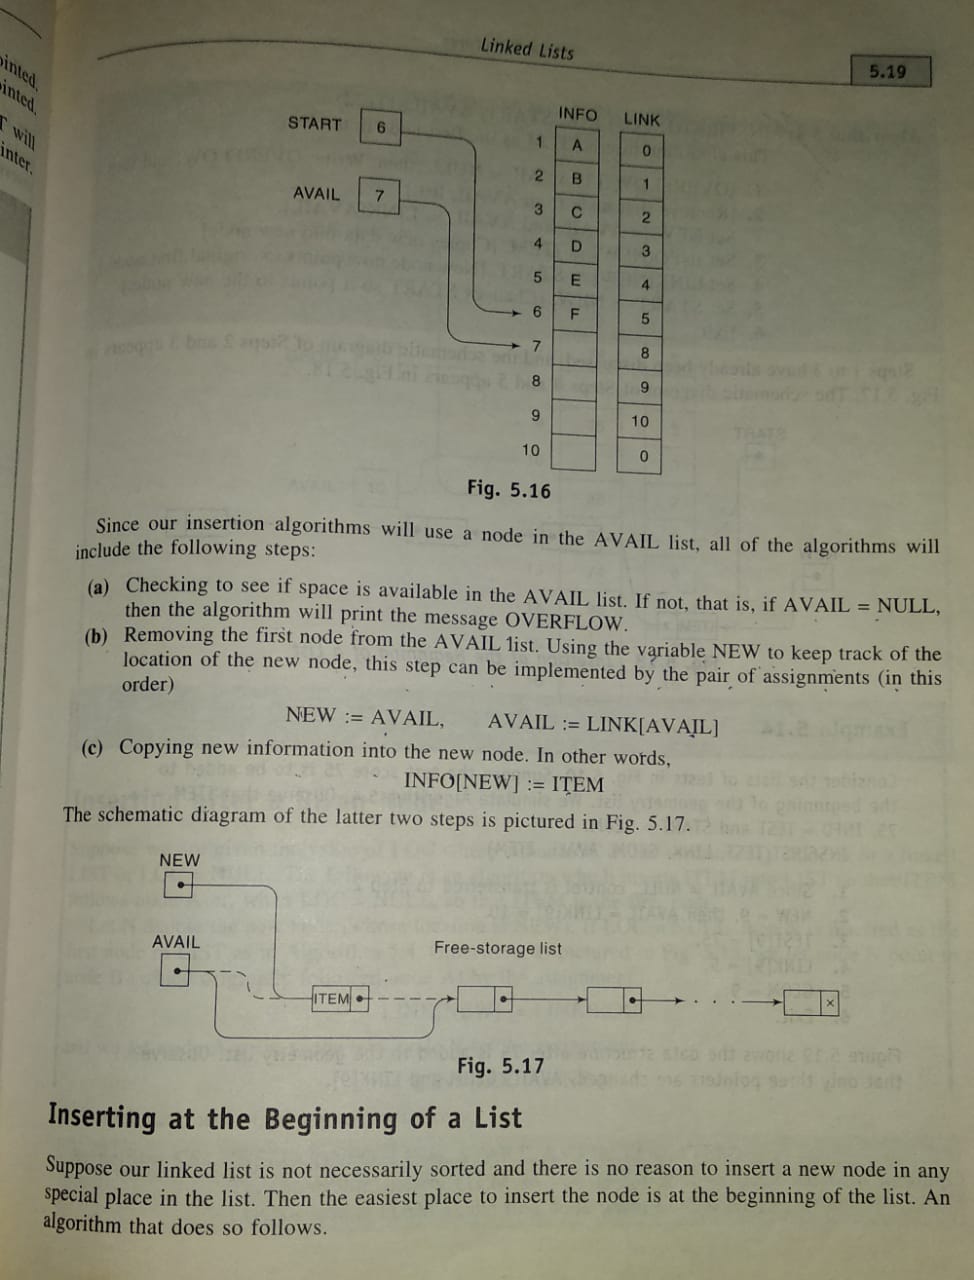 ointed.
ointed.
T will
inter.
Linked Lists
5.19
START 6
AVAIL 7
INFO LINK
1 A 0
2 B 1
3 C 2
4 D 3
5 E 4
6 F 5
7 8
8 9
9 10
10 0
Fig. 5.16
Since our insertion algorithms will use a node in the AVAIL list, all of the algorithms will
include the following steps:
(a) Checking to see if space is available in the AVAIL list. If not, that is, if AVAIL = NULL,
then the algorithm will print the message OVERFLOW.
(b) Removing the first node from the AVAIL list. Using the variable NEW to keep track of the
location of the new node, this step can be implemented by the pair of assignments (in this
order)
NEW := AVAIL, AVAIL := LINK[AVAIL]
(c) Copying new information into the new node. In other words,
INFO[NEW] := ITEM
The schematic diagram of the latter two steps is pictured in Fig. 5.17.
NEW
AVAIL
Free-storage list
ITEM
×
Fig. 5.17
Inserting at the Beginning of a List
Suppose our linked list is not necessarily sorted and there is no reason to insert a new node in any
special place in the list. Then the easiest place to insert the node is at the beginning of the list. An
algorithm that does so follows.